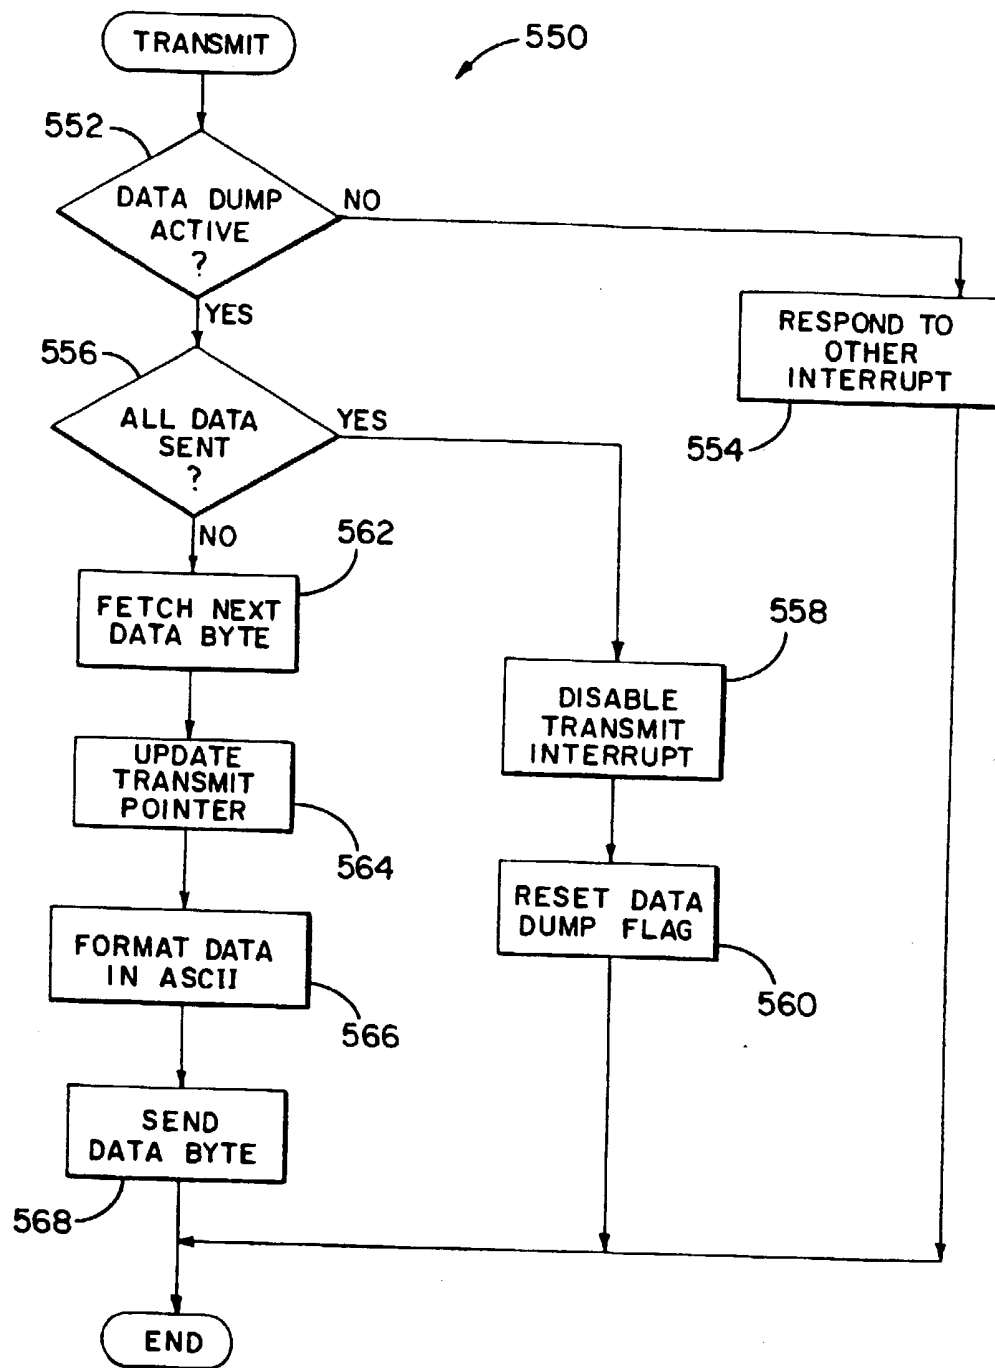 TRANSMIT
550
552
DATA DUMP
ACTIVE
?
NO
YES
RESPOND TO
OTHER
INTERRUPT
554
556
ALL DATA
SENT
?
YES
NO
562
FETCH NEXT
DATA BYTE
558
DISABLE
TRANSMIT
INTERRUPT
UPDATE
TRANSMIT
POINTER
564
RESET DATA
DUMP FLAG
560
FORMAT DATA
IN ASCII
566
SEND
DATA BYTE
568
END